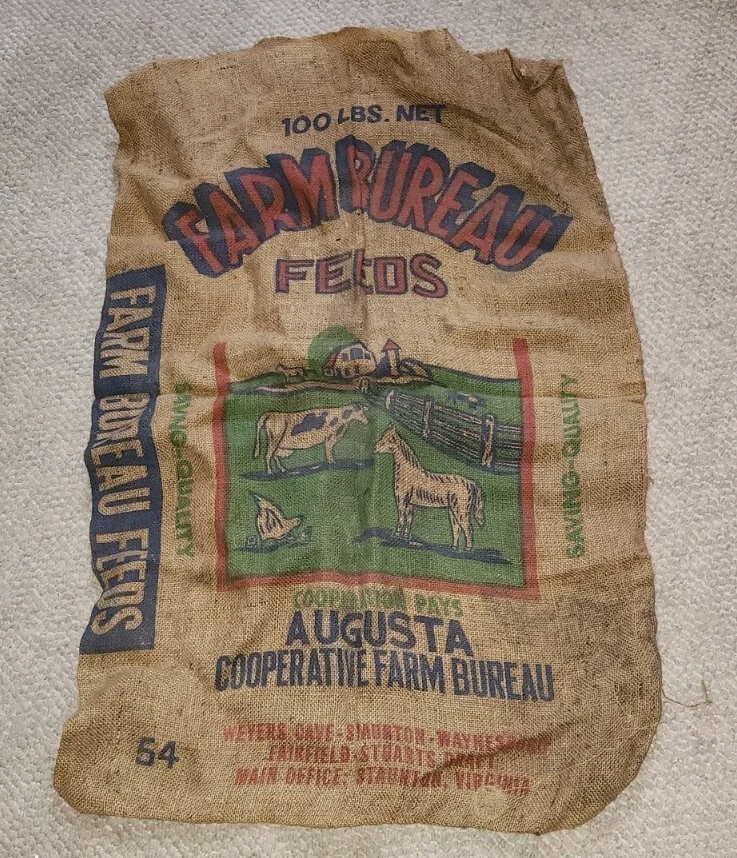 100 LBS. NET
FARM BUREAU
FEEDS
FARM BUREAU FEEDS
SAVING-QUALITY
SAVING-QUALITY
COOPERATION PAYS
AUGUSTA
COOPERATIVE FARM BUREAU
WEYERS CAVE-STAUNTON-WAYNESBORO
FAIRFIELD-STUARTS DRAFT
MAIN OFFICE: STAUNTON, VIRGINIA
54